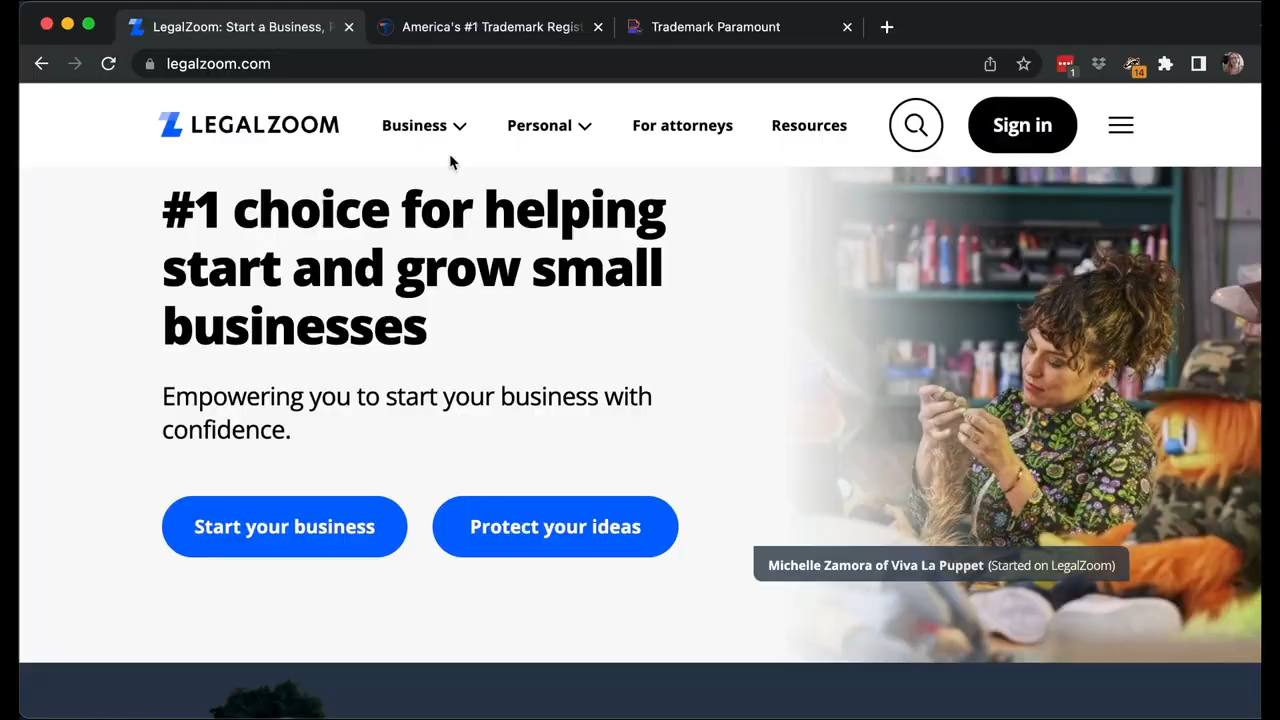 LegalZoom: Start a Business,
America's #1 Trademark Regist
Trademark Paramount
legalzoom.com
1
14
LEGALZOOM
Business
Personal
For attorneys
Resources
Sign in
#1 choice for helping
start and grow small
businesses
Empowering you to start your business with
confidence.
Start your business
Protect your ideas
Michelle Zamora of Viva La Puppet (Started on LegalZoom)